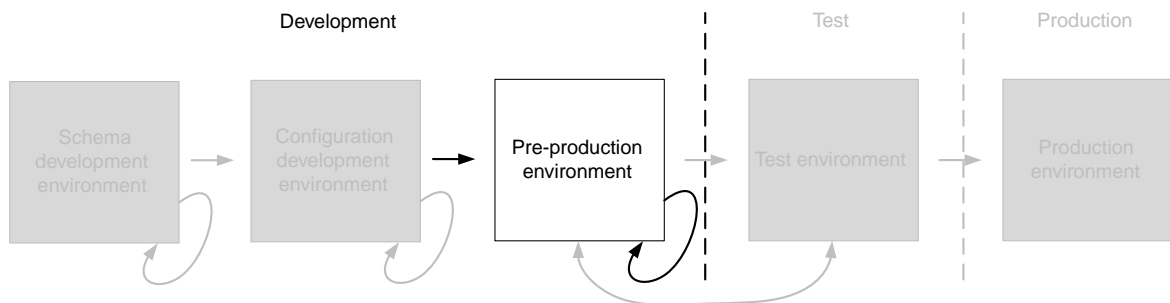 Development
Test
Production
Schema
development
environment
Configuration
development
environment
Pre-production
environment
Test environment
Production
environment